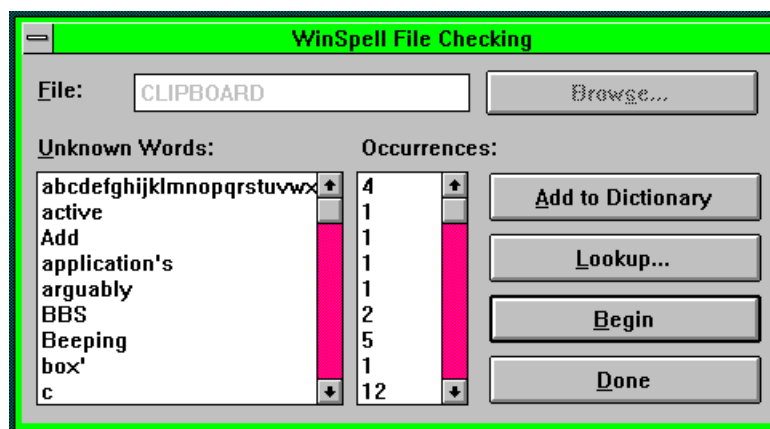 WinSpell File Checking
File: CLIPBOARD Browse...
Unknown Words: Occurrences:
abcdefghijklmnopqrstuvwx 4
active 1
Add 1
application's 1
arguably 1
BBS 2
Beeping 5
box' 1
c 12
Add to Dictionary
Lookup...
Begin
Done